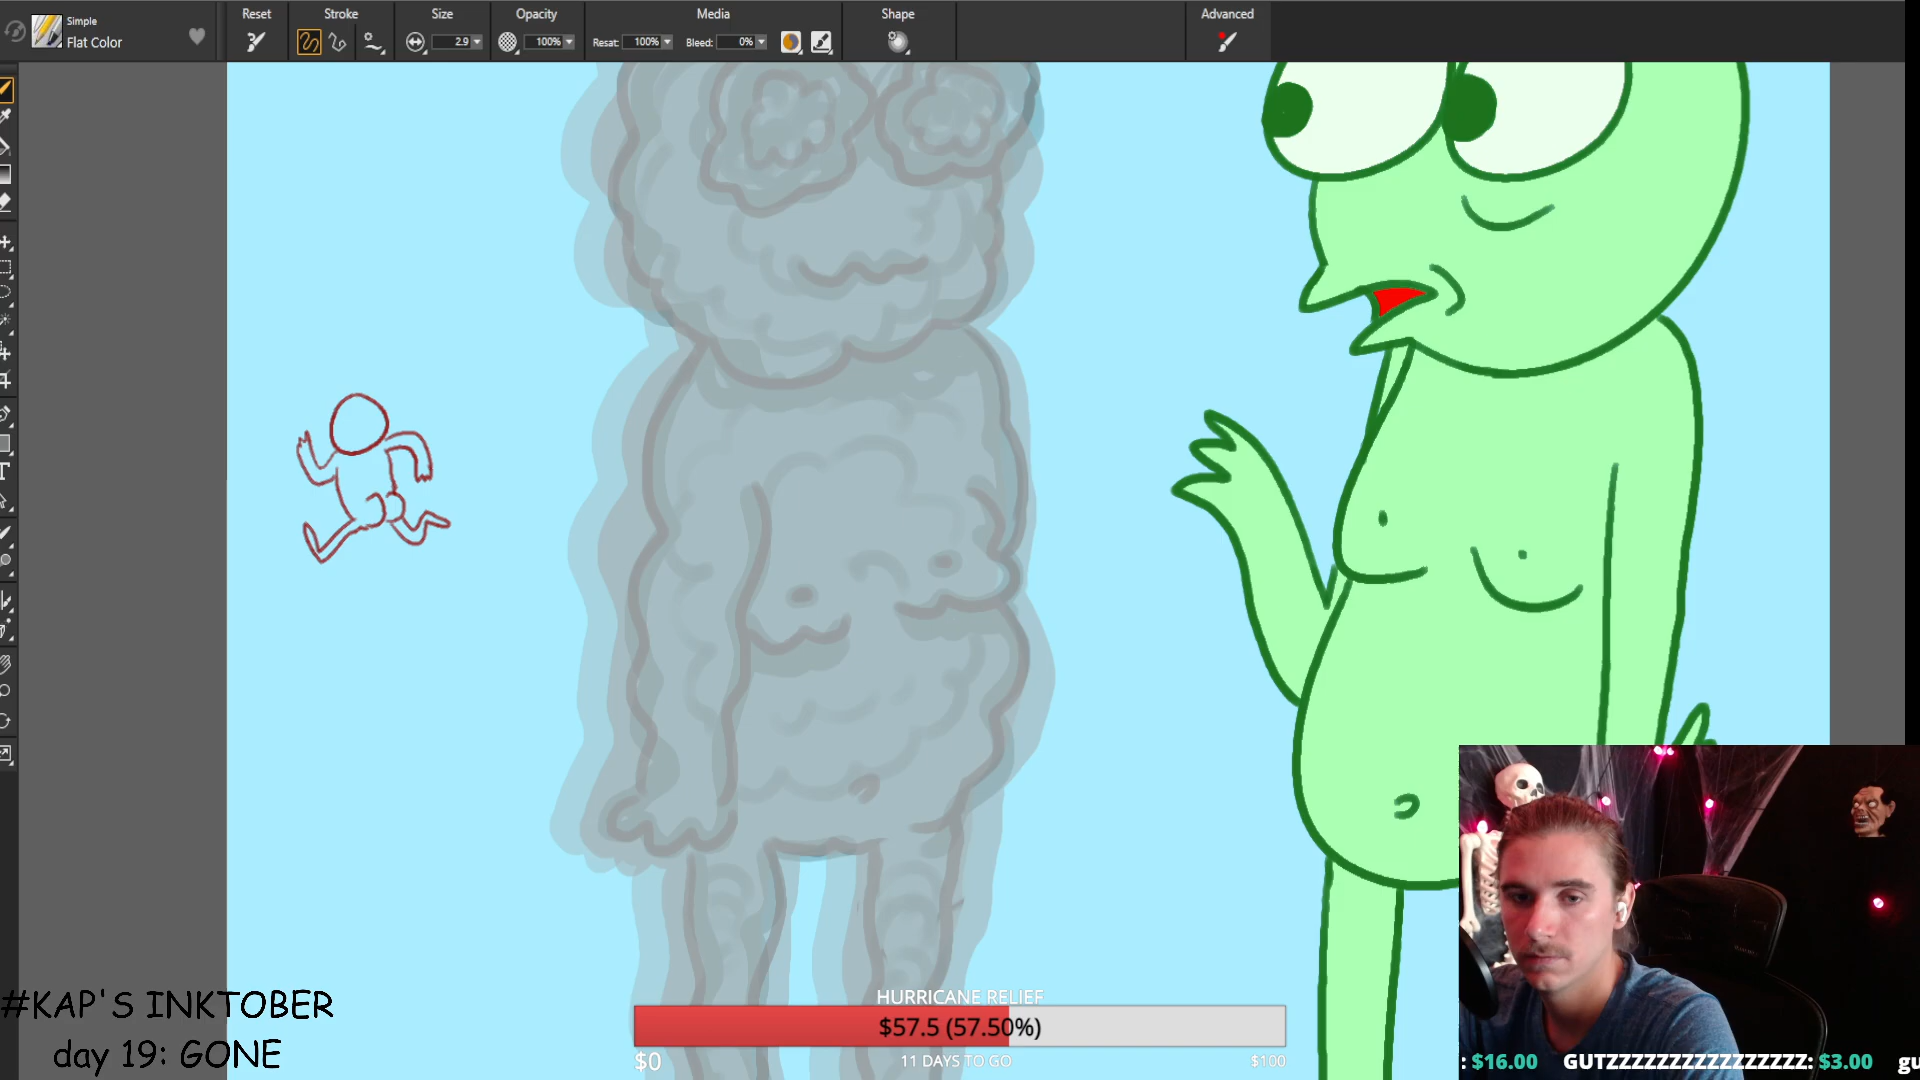 Simple
Flat Color
Reset
Stroke
Size
2.9
Opacity
100%
Media
Resat: 100%
Bleed: 0%
Shape
Advanced
T
#KAP'S INKTOBER
day 19: GONE
HURRICANE RELIEF
$57.5 (57.50%)
$0
11 DAYS TO GO
$100
: $16.00 GUTZZZZZZZZZZZZZZZZ: $3.00 gu